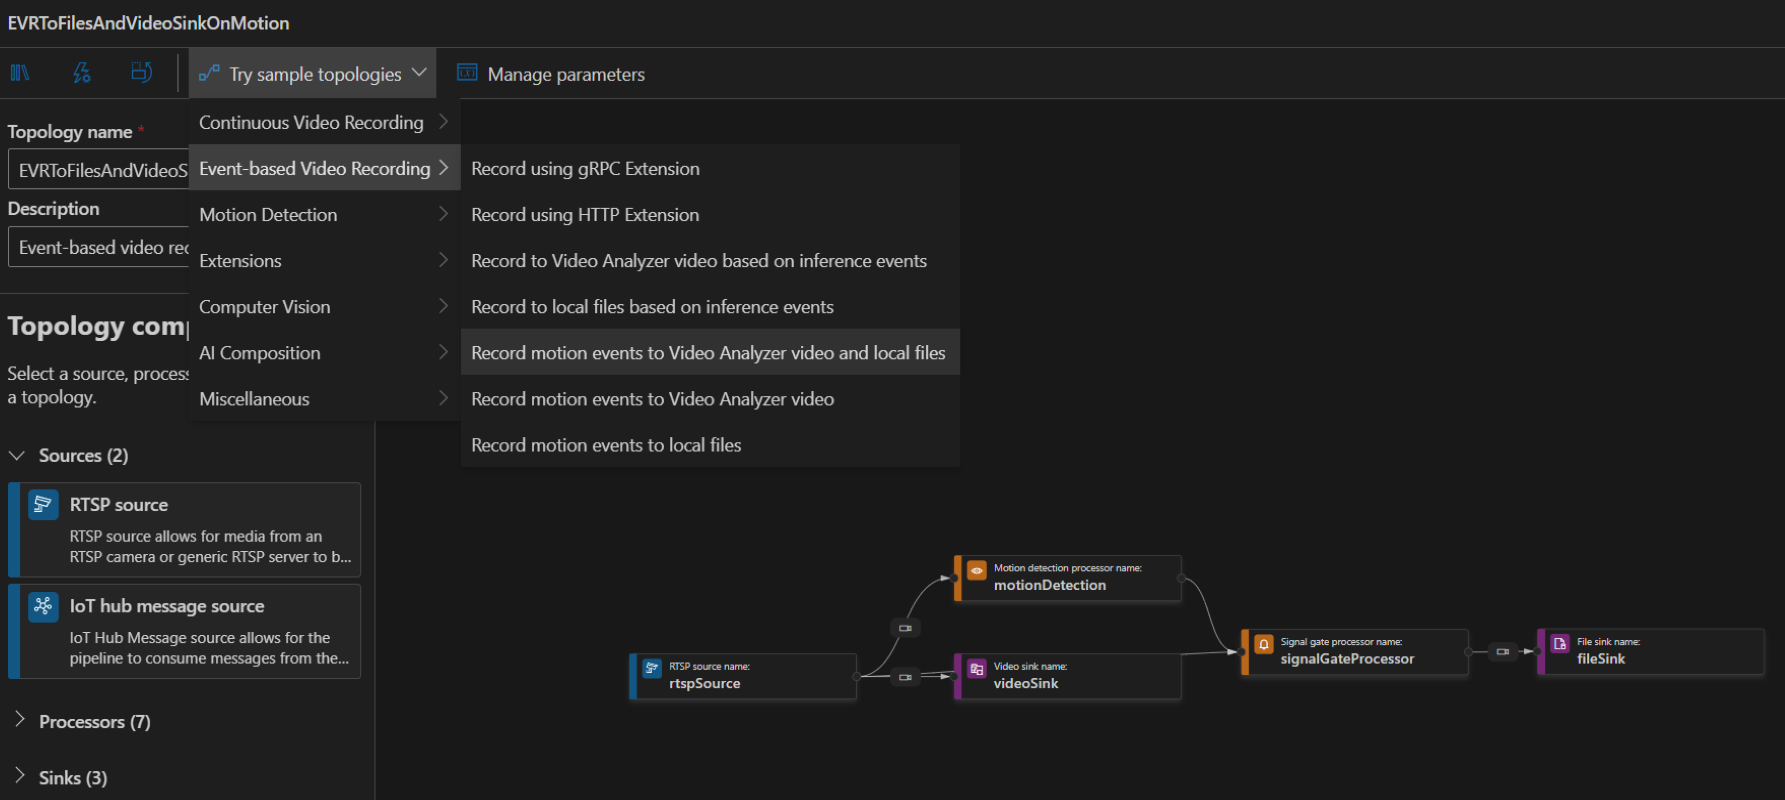 EVRToFilesAndVideoSinkOnMotion
Try sample topologies
Manage parameters
Topology name *
EVRToFilesAndVideoS
Description
Event-based video rec
Continuous Video Recording
Event-based Video Recording
Motion Detection
Extensions
Computer Vision
AI Composition
Miscellaneous
Record using gRPC Extension
Record using HTTP Extension
Record to Video Analyzer video based on inference events
Record to local files based on inference events
Record motion events to Video Analyzer video and local files
Record motion events to Video Analyzer video
Record motion events to local files
Topology comp
Select a source, process
a topology.
Sources (2)
RTSP source
RTSP source allows for media from an
RTSP camera or generic RTSP server to b...
IoT hub message source
IoT Hub Message source allows for the
pipeline to consume messages from the...
Processors (7)
Sinks (3)
RTSP source name:
rtspSource
Motion detection processor name:
motionDetection
Video sink name:
videoSink
Signal gate processor name:
signalGateProcessor
File sink name:
fileSink